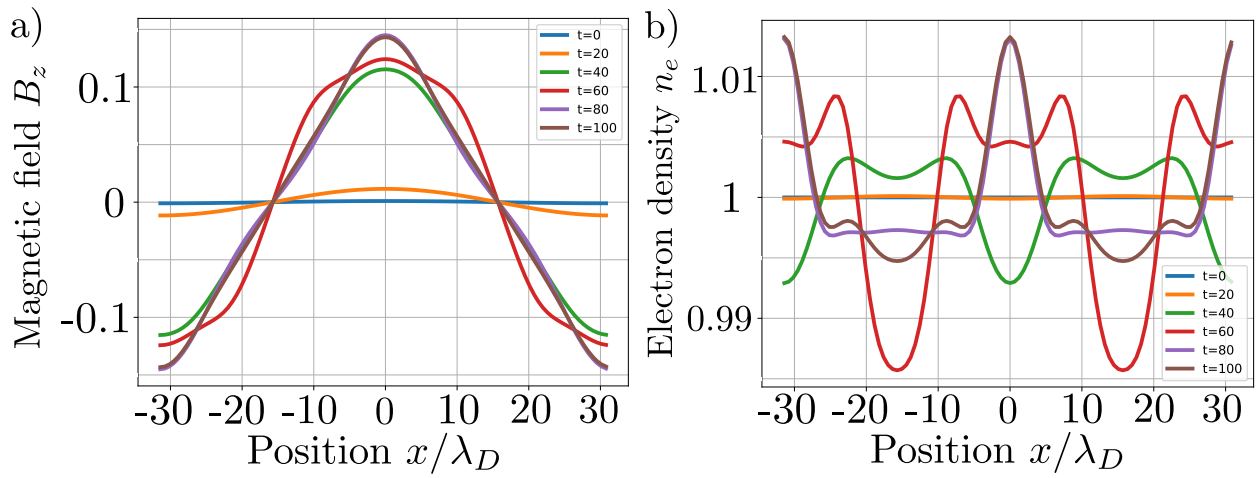 a)
Magnetic field B_z
0.1
0
-0.1
-30 -20 -10 0 10 20 30
Position x/λ_D
t=0
t=20
t=40
t=60
t=80
t=100
b)
Electron density n_e
1.01
1
0.99
-30 -20 -10 0 10 20 30
Position x/λ_D
t=0
t=20
t=40
t=60
t=80
t=100